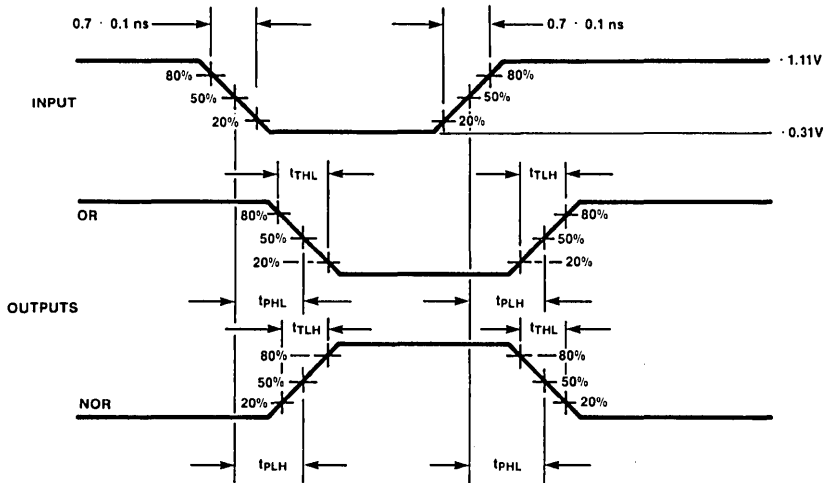 0.7 · 0.1 ns
0.7 · 0.1 ns
INPUT
80%
50%
20%
80%
50%
20%
· 1.11V
· 0.31V
OR
tTHL
80%
50%
20%
tTLH
80%
50%
20%
OUTPUTS
tPHL
tPLH
NOR
tTLH
80%
50%
20%
tTHL
80%
50%
20%
tPLH
tPHL